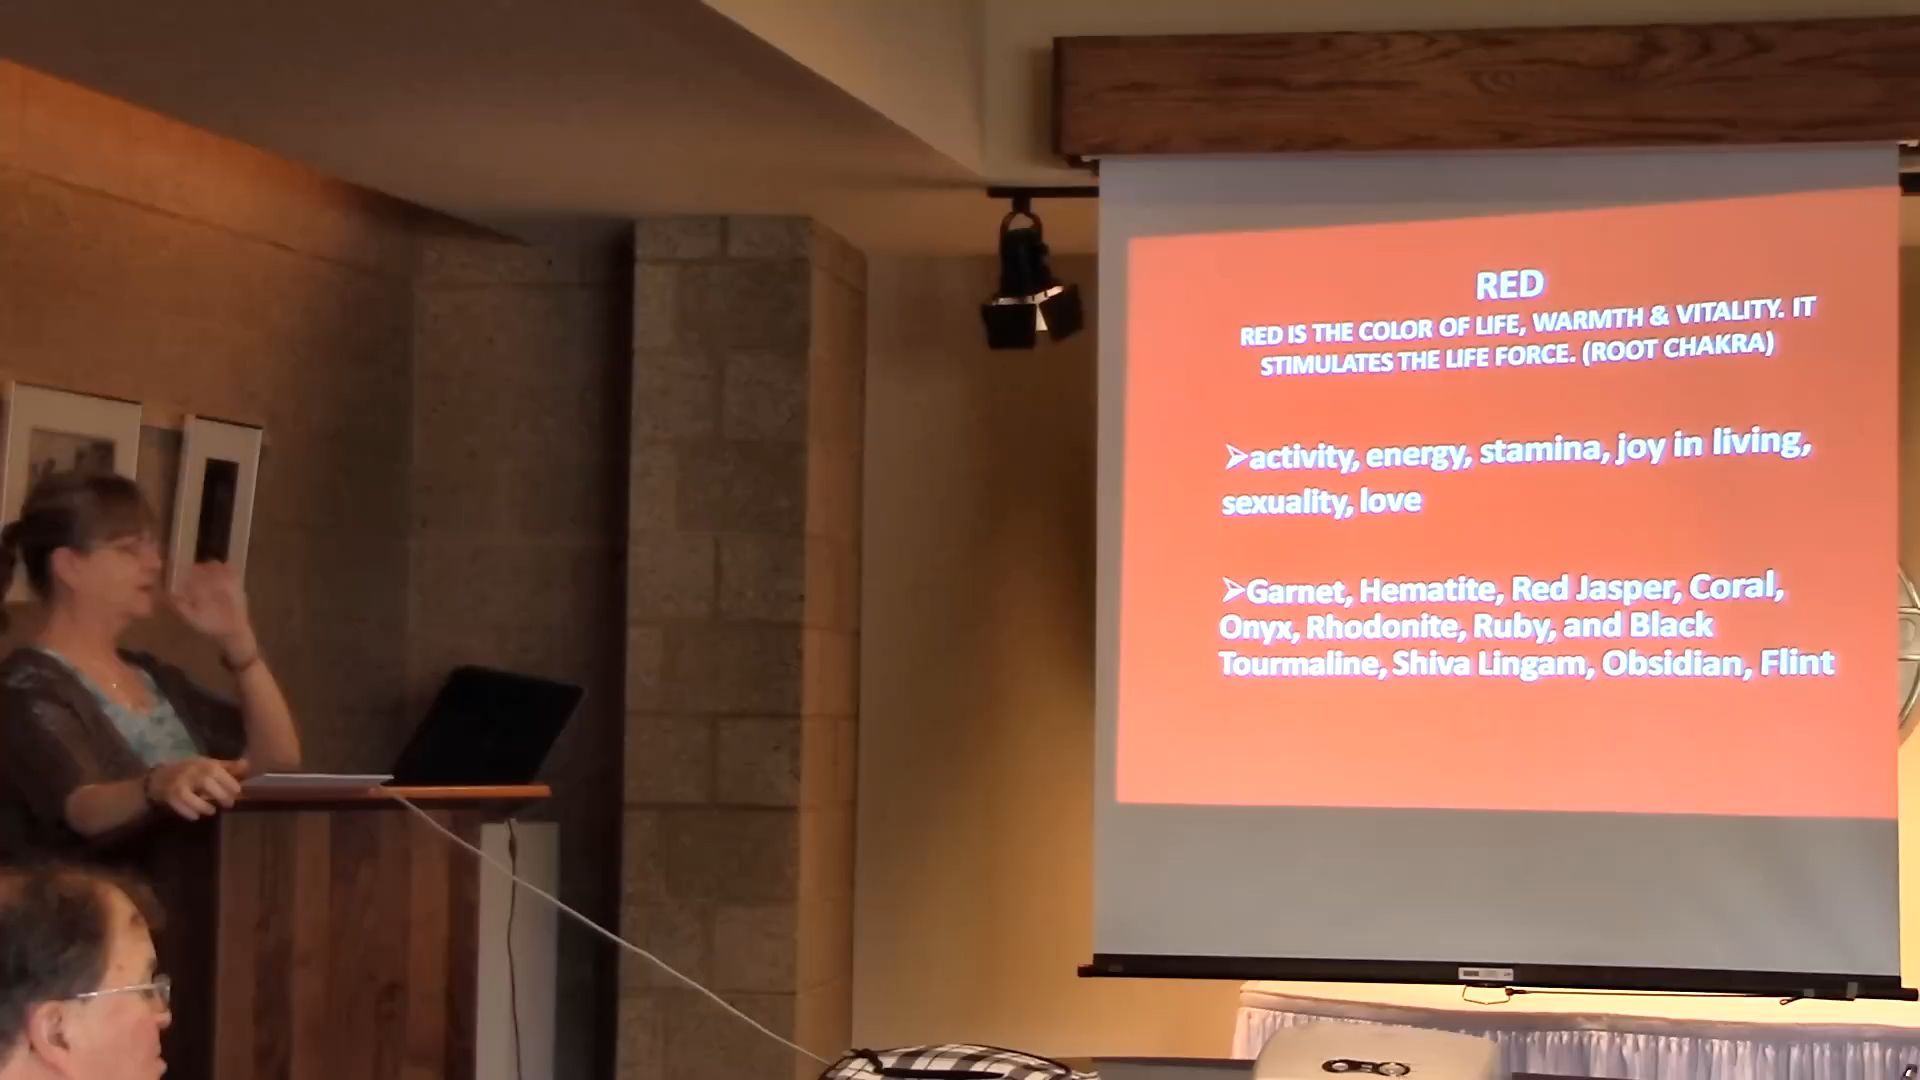 RED
RED IS THE COLOR OF LIFE, WARMTH & VITALITY. IT
STIMULATES THE LIFE FORCE. (ROOT CHAKRA)
➢activity, energy, stamina, joy in living,
sexuality, love
➢Garnet, Hematite, Red Jasper, Coral,
Onyx, Rhodonite, Ruby, and Black
Tourmaline, Shiva Lingam, Obsidian, Flint